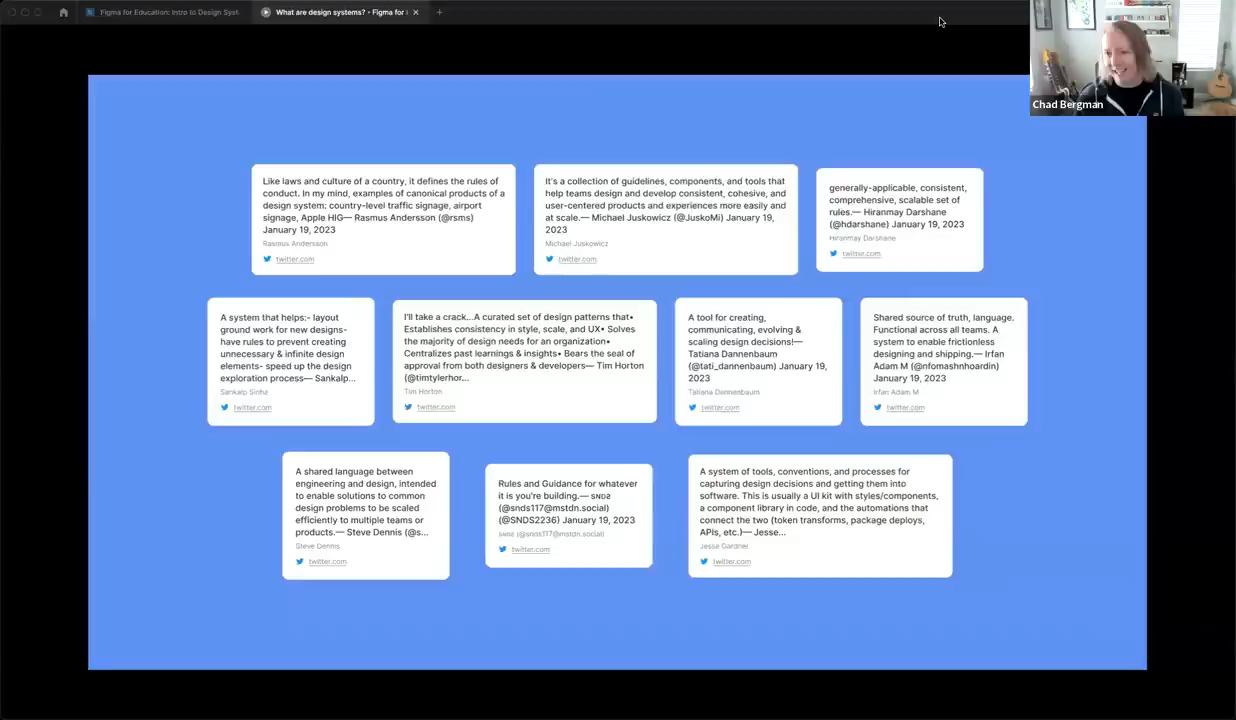 Figma for Education: Intro to Design Syst
What are design systems? - Figma for
Chad Bergman
Like laws and culture of a country, it defines the rules of
conduct. In my mind, examples of canonical products of a
design system: country-level traffic signage, airport
signage, Apple HIG— Rasmus Andersson (@rsms)
January 19, 2023
Rasmus Andersson
twitter.com
It's a collection of guidelines, components, and tools that
help teams design and develop consistent, cohesive, and
user-centered products and experiences more easily and
at scale.— Michael Juskowicz (@JuskoMi) January 19,
2023
Michael Juskowicz
twitter.com
generally-applicable, consistent,
comprehensive, scalable set of
rules.— Hiranmay Darshane
(@hdarshane) January 19, 2023
Hiranmay Darshane
twitter.com
A system that helps:- layout
ground work for new designs-
have rules to prevent creating
unnecessary & infinite design
elements- speed up the design
exploration process— Sankalp...
Sankalp Sinha
twitter.com
I'll take a crack...A curated set of design patterns that•
Establishes consistency in style, scale, and UX• Solves
the majority of design needs for an organization•
Centralizes past learnings & insights• Bears the seal of
approval from both designers & developers— Tim Horton
(@timtylerhor...
Tim Horton
twitter.com
A tool for creating,
communicating, evolving &
scaling design decisions!—
Tatiana Dannenbaum
(@tati_dannenbaum) January 19,
2023
Tatiana Dannenbaum
twitter.com
Shared source of truth, language.
Functional across all teams. A
system to enable frictionless
designing and shipping.— Irfan
Adam M (@nfomashnhoardin)
January 19, 2023
Irfan Adam M
twitter.com
A shared language between
engineering and design, intended
to enable solutions to common
design problems to be scaled
efficiently to multiple teams or
products.— Steve Dennis (@s...
Steve Dennis
twitter.com
Rules and Guidance for whatever
it is you're building.— ꜱɴᴅꜱ
(@snds117@mstdn.social)
(@SNDS2236) January 19, 2023
ꜱɴᴅꜱ (@snds117@mstdn.social)
twitter.com
A system of tools, conventions, and processes for
capturing design decisions and getting them into
software. This is usually a UI kit with styles/components,
a component library in code, and the automations that
connect the two (token transforms, package deploys,
APIs, etc.)— Jesse...
Jesse Gardner
twitter.com